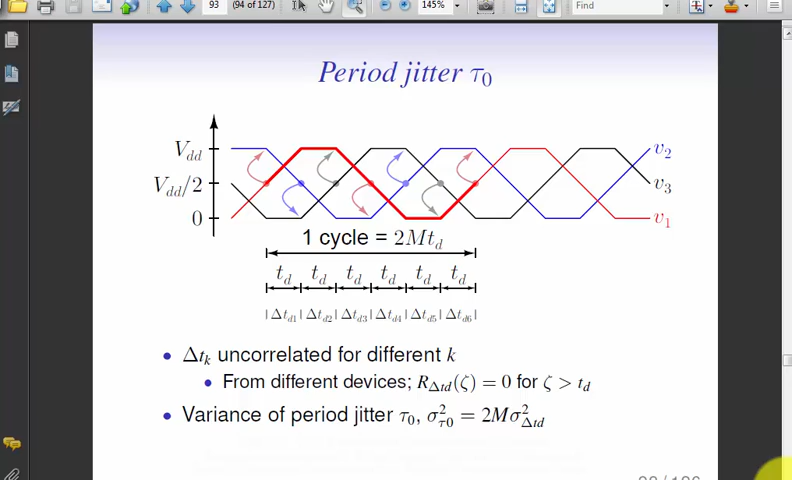 93 (94 of 127) 145% Find
Period jitter τ₀
V_dd
V_dd/2
0
v₂
v₃
v₁
1 cycle = 2Mt_d
t_d t_d t_d t_d t_d t_d
|Δt_d1|Δt_d2|Δt_d3|Δt_d4|Δt_d5|Δt_d6|
• Δt_k uncorrelated for different k
• From different devices; R_Δtd(ζ) = 0 for ζ > t_d
• Variance of period jitter τ₀, σ²_τ0 = 2Mσ²_Δtd